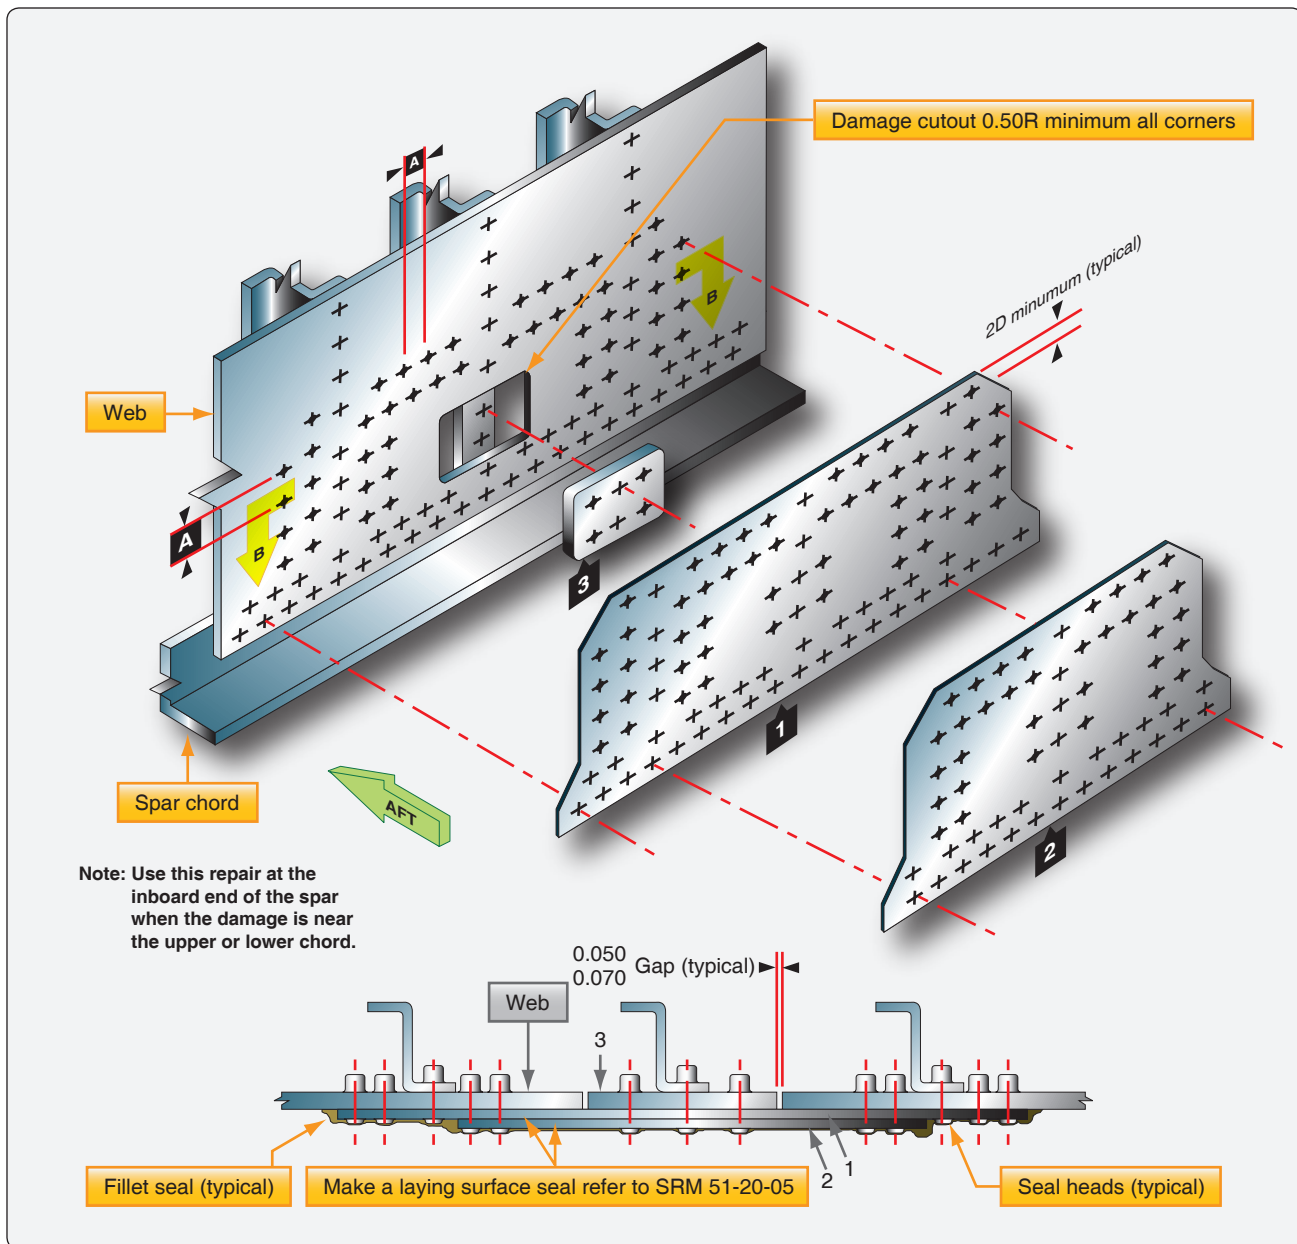 Damage cutout 0.50R minimum all corners
A
2D minumum (typical)
B
Web
A
B
3
1
2
Spar chord
AFT
Note: Use this repair at the
inboard end of the spar
when the damage is near
the upper or lower chord.
0.050
0.070
Gap (typical)
Web
3
1
2
Fillet seal (typical)
Make a laying surface seal refer to SRM 51-20-05
Seal heads (typical)